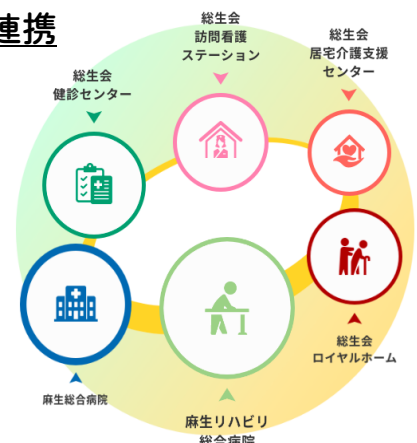 連携
総生会
訪問看護
ステーション
総生会
居宅介護支援
センター
総生会
健診センター
総生会
ロイヤルホーム
麻生総合病院
麻生リハビリ
総合病院